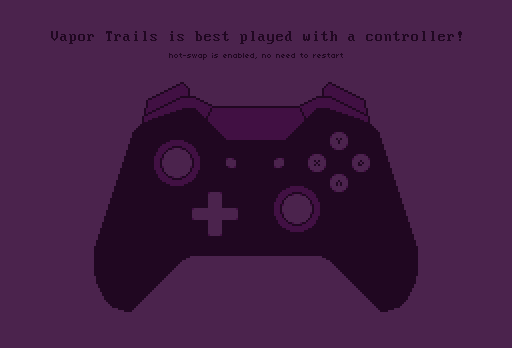 Vapor Trails is best played with a controller!
hot-swap is enabled, no need to restart
Y
X
A